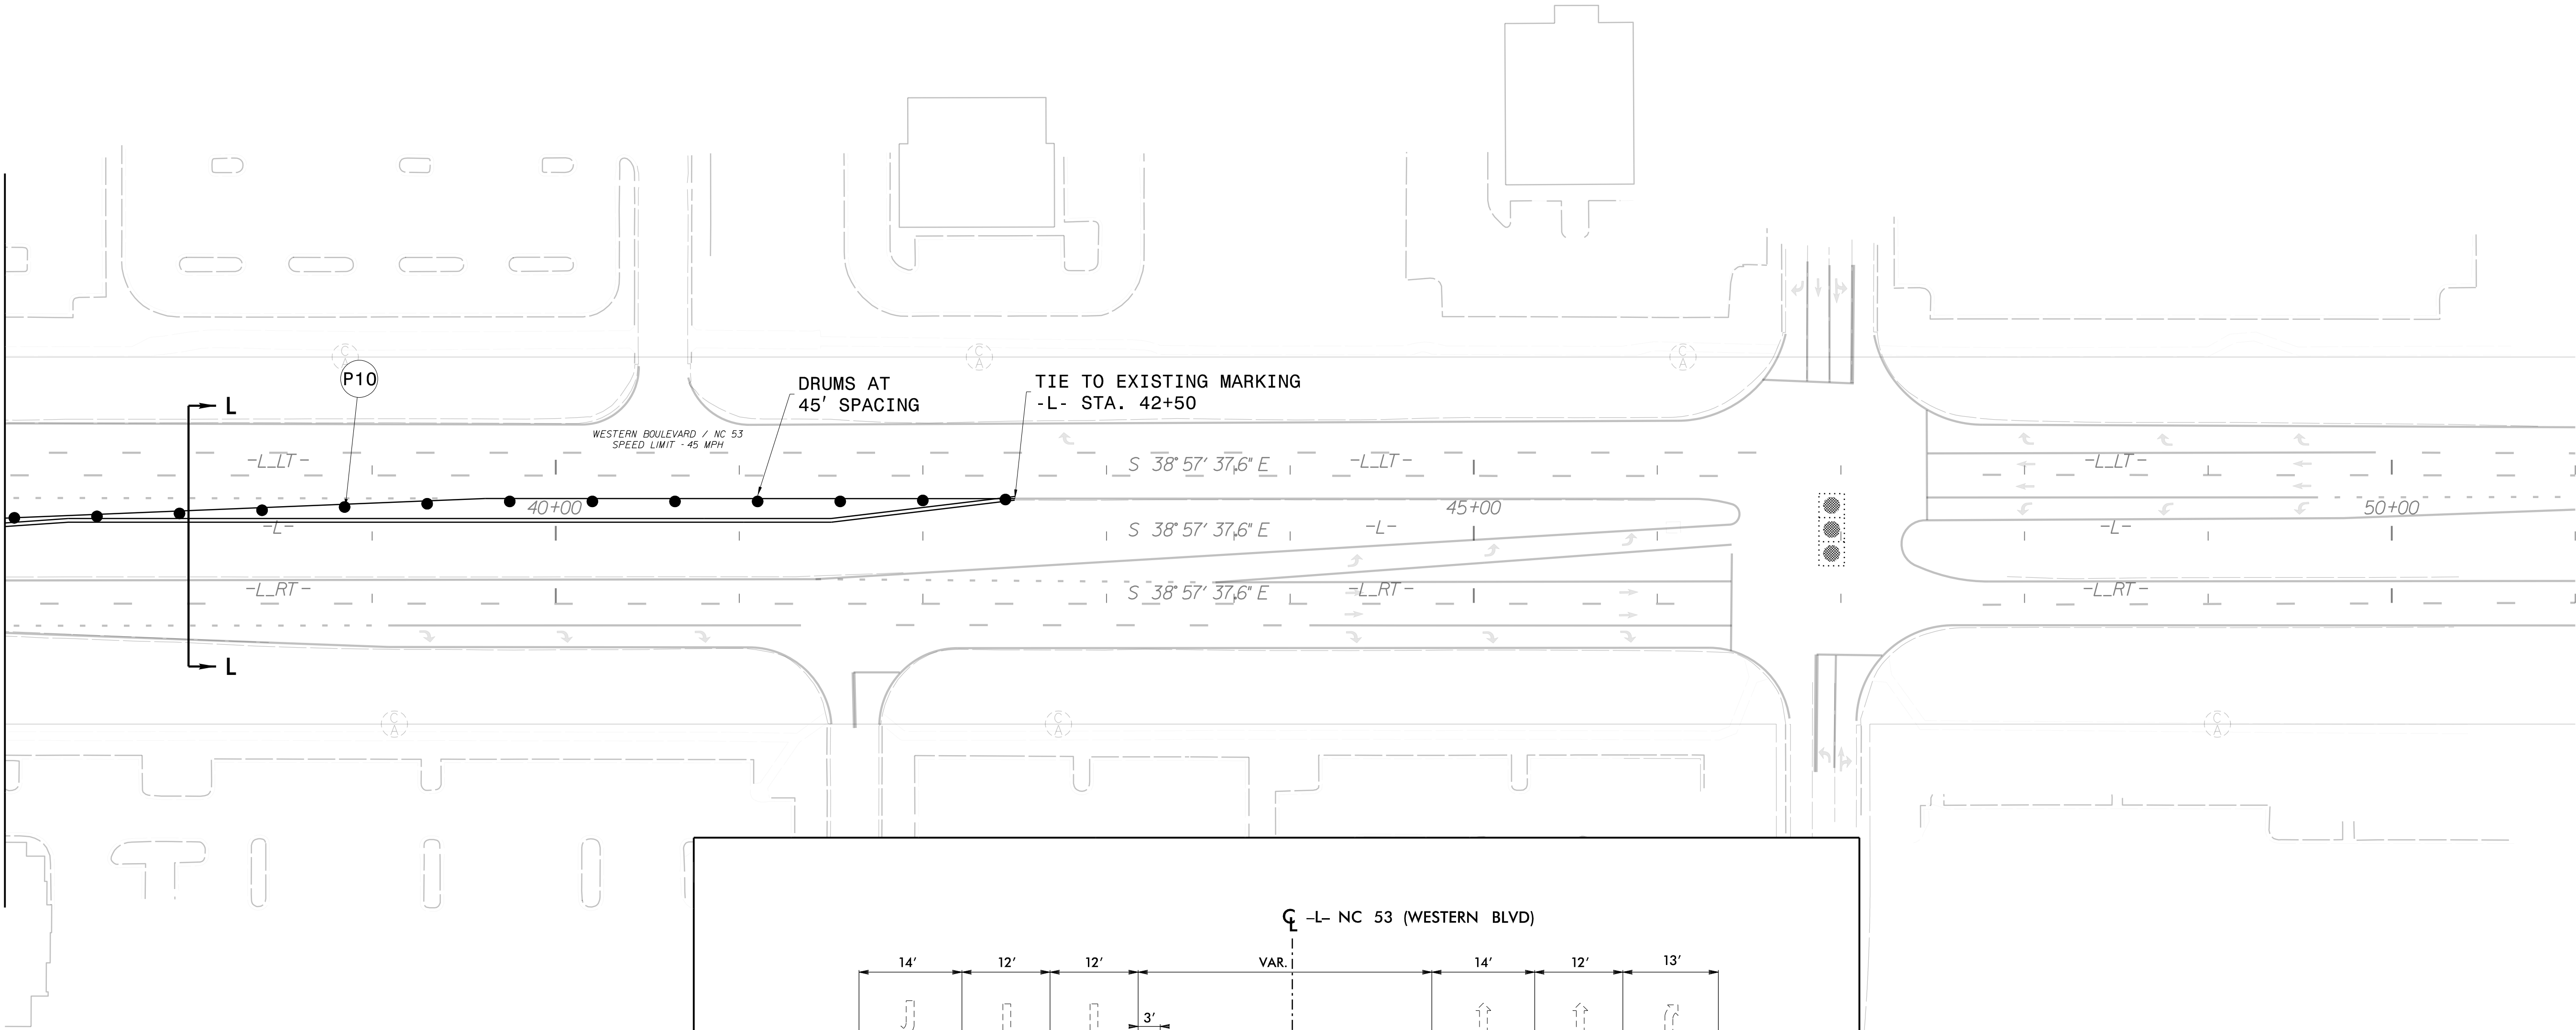 C
A
C
A
C
A
P10
DRUMS AT
45' SPACING
TIE TO EXISTING MARKING
-L- STA. 42+50
L
WESTERN BOULEVARD / NC 53
SPEED LIMIT - 45 MPH
-L_LT-
S 38° 57' 37.6" E
-L_LT-
-L_LT-
40+00
45+00
50+00
-L-
S 38° 57' 37.6" E
-L-
-L-
-L_RT-
S 38° 57' 37.6" E
-L_RT-
-L_RT-
L
C
A
C
A
C
A
CL -L- NC 53 (WESTERN BLVD)
14' 12' 12' VAR. 14' 12' 13'
3'